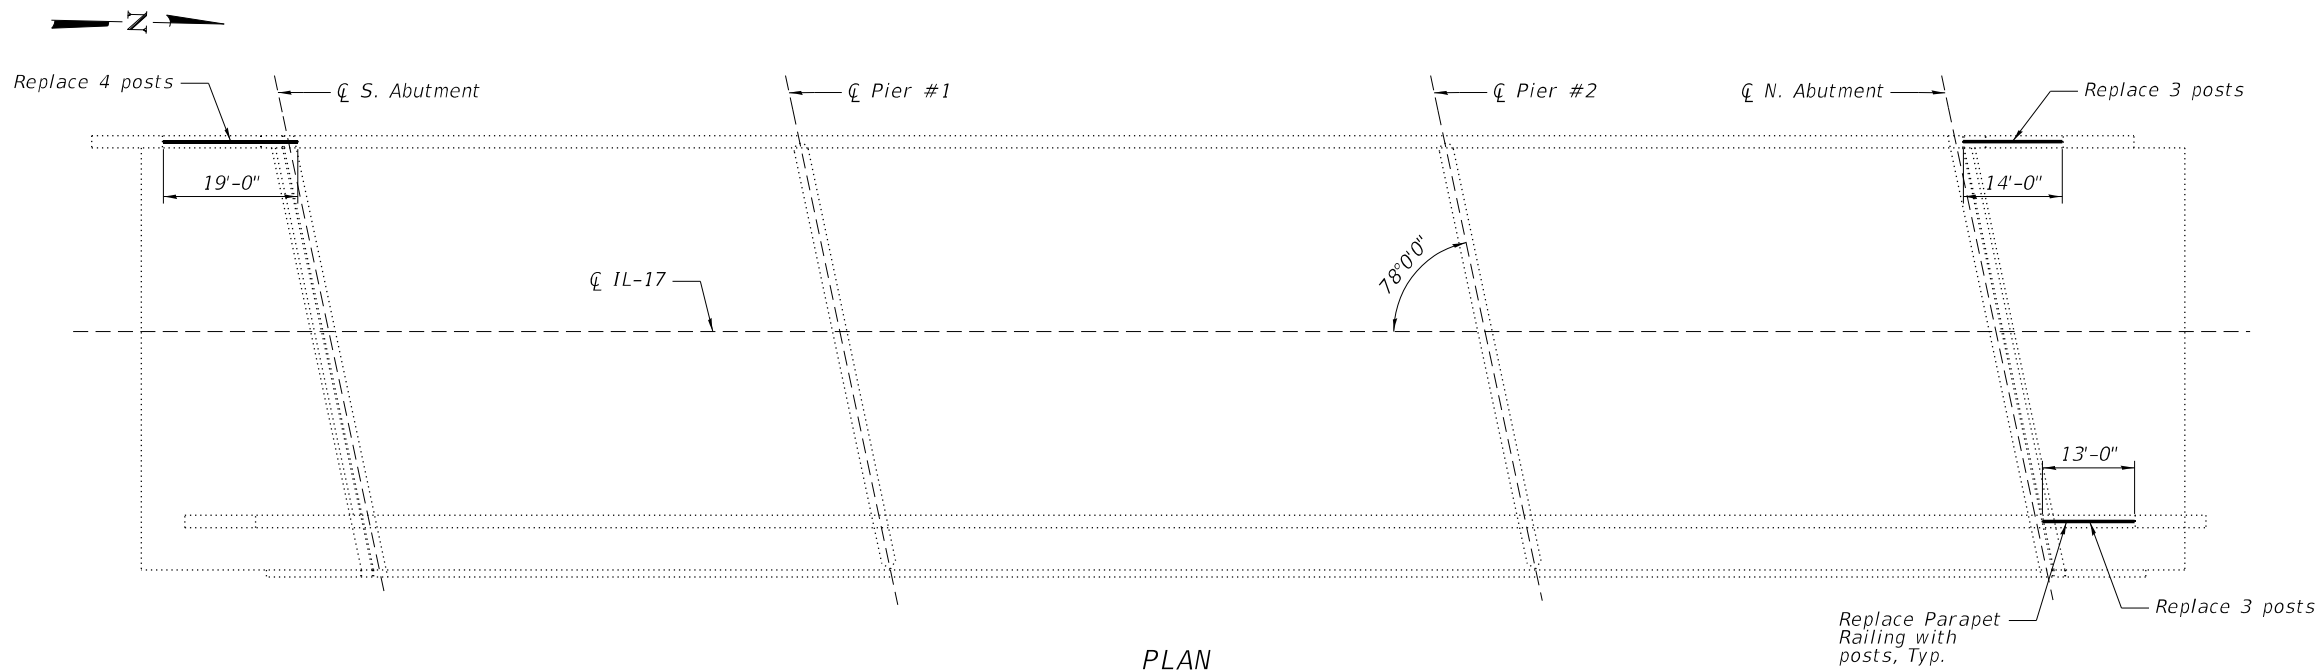 N
Replace 4 posts
℄ S. Abutment
℄ Pier #1
℄ Pier #2
℄ N. Abutment
Replace 3 posts
19'-0"
14'-0"
℄ IL-17
78°0'0"
13'-0"
Replace 3 posts
Replace Parapet
Railing with
posts, Typ.
PLAN